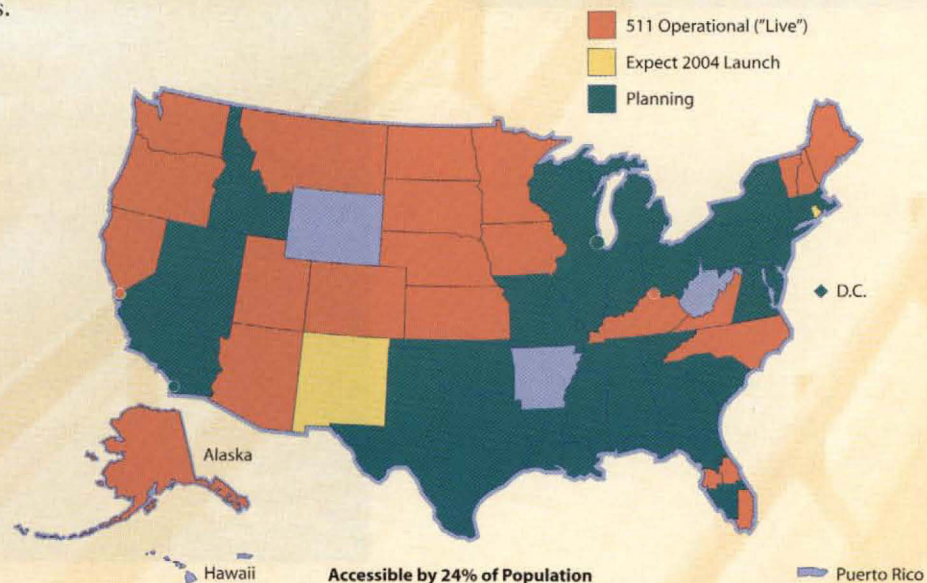 s.
511 Operational ("Live")
Expect 2004 Launch
Planning
D.C.
Alaska
Hawaii
Accessible by 24% of Population
Puerto Rico